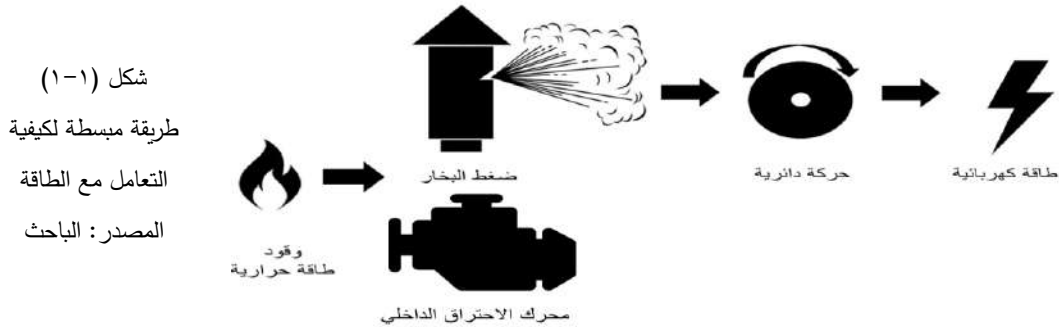 شكل (١-١)
طريقة مبسطة لكيفية
التعامل مع الطاقة
المصدر: الباحث
وقود
طاقة حرارية
ضغط البخار
محرك الاحتراق الداخلي
حركة دائرية
طاقة كهربائية